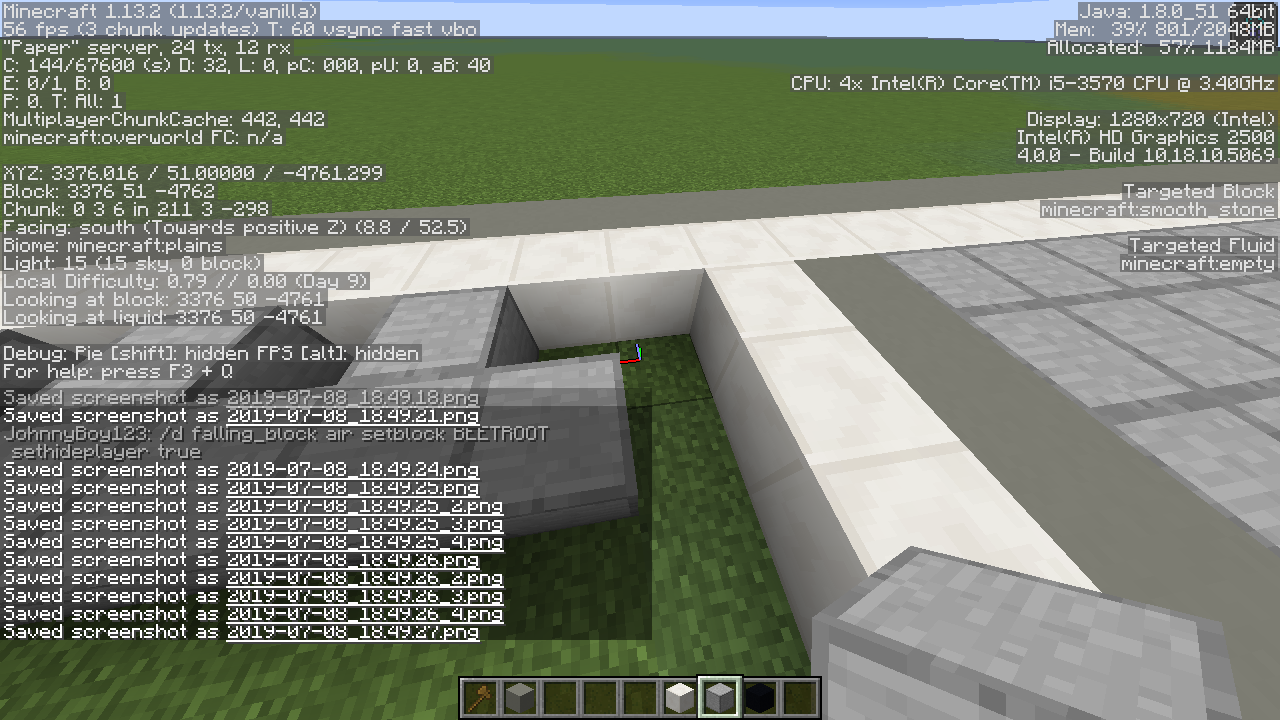 Minecraft 1.13.2 (1.13.2/vanilla)
56 fps (3 chunk updates) T: 60 vsync fast vbo
"Paper" server, 24 tx, 12 rx
C: 144/67600 (s) D: 32, L: 0, pC: 000, pU: 0, aB: 40
E: 0/1, B: 0
P: 0. T: All: 1
MultiplayerChunkCache: 442, 442
minecraft:overworld FC: n/a
XYZ: 3376.016 / 51.00000 / -4761.299
Block: 3376 51 -4762
Chunk: 0 3 6 in 211 3 -298
Facing: south (Towards positive Z) (8.8 / 52.5)
Biome: minecraft:plains
Light: 15 (15 sky, 0 block)
Local Difficulty: 0.79 // 0.00 (Day 9)
Looking at block: 3376 50 -4761
Looking at liquid: 3376 50 -4761
Debug: Pie [shift]: hidden FPS [alt]: hidden
For help: press F3 + Q
Saved screenshot as 2019-07-08_18.49.18.png
Saved screenshot as 2019-07-08_18.49.21.png
JohnnyBoy123: /d falling_block air setblock BEETROOT
sethideplayer true
Saved screenshot as 2019-07-08_18.49.24.png
Saved screenshot as 2019-07-08_18.49.25.png
Saved screenshot as 2019-07-08_18.49.25_2.png
Saved screenshot as 2019-07-08_18.49.25_3.png
Saved screenshot as 2019-07-08_18.49.25_4.png
Saved screenshot as 2019-07-08_18.49.26.png
Saved screenshot as 2019-07-08_18.49.26_2.png
Saved screenshot as 2019-07-08_18.49.26_3.png
Saved screenshot as 2019-07-08_18.49.26_4.png
Saved screenshot as 2019-07-08_18.49.27.png
Java: 1.8.0_51 64bit
Mem: 39% 801/2048MB
Allocated: 57% 1184MB
CPU: 4x Intel(R) Core(TM) i5-3570 CPU @ 3.40GHz
Display: 1280x720 (Intel)
Intel(R) HD Graphics 2500
4.0.0 - Build 10.18.10.5069
Targeted Block
minecraft:smooth_stone
Targeted Fluid
minecraft:empty